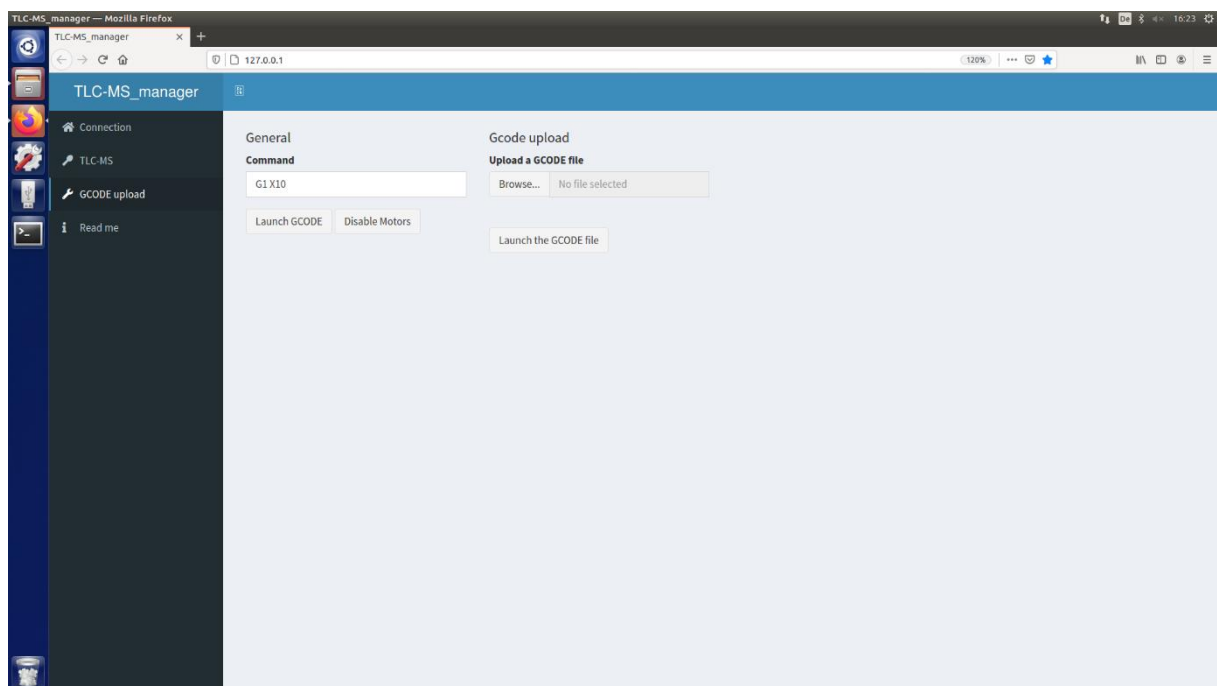 TLC-MS_manager — Mozilla Firefox
De 16:23
TLC-MS_manager × +
127.0.0.1 120%
TLC-MS_manager
Connection
TLC-MS
GCODE upload
Read me
General
Command
G1 X10
Launch GCODE Disable Motors
Gcode upload
Upload a GCODE file
Browse... No file selected
Launch the GCODE file